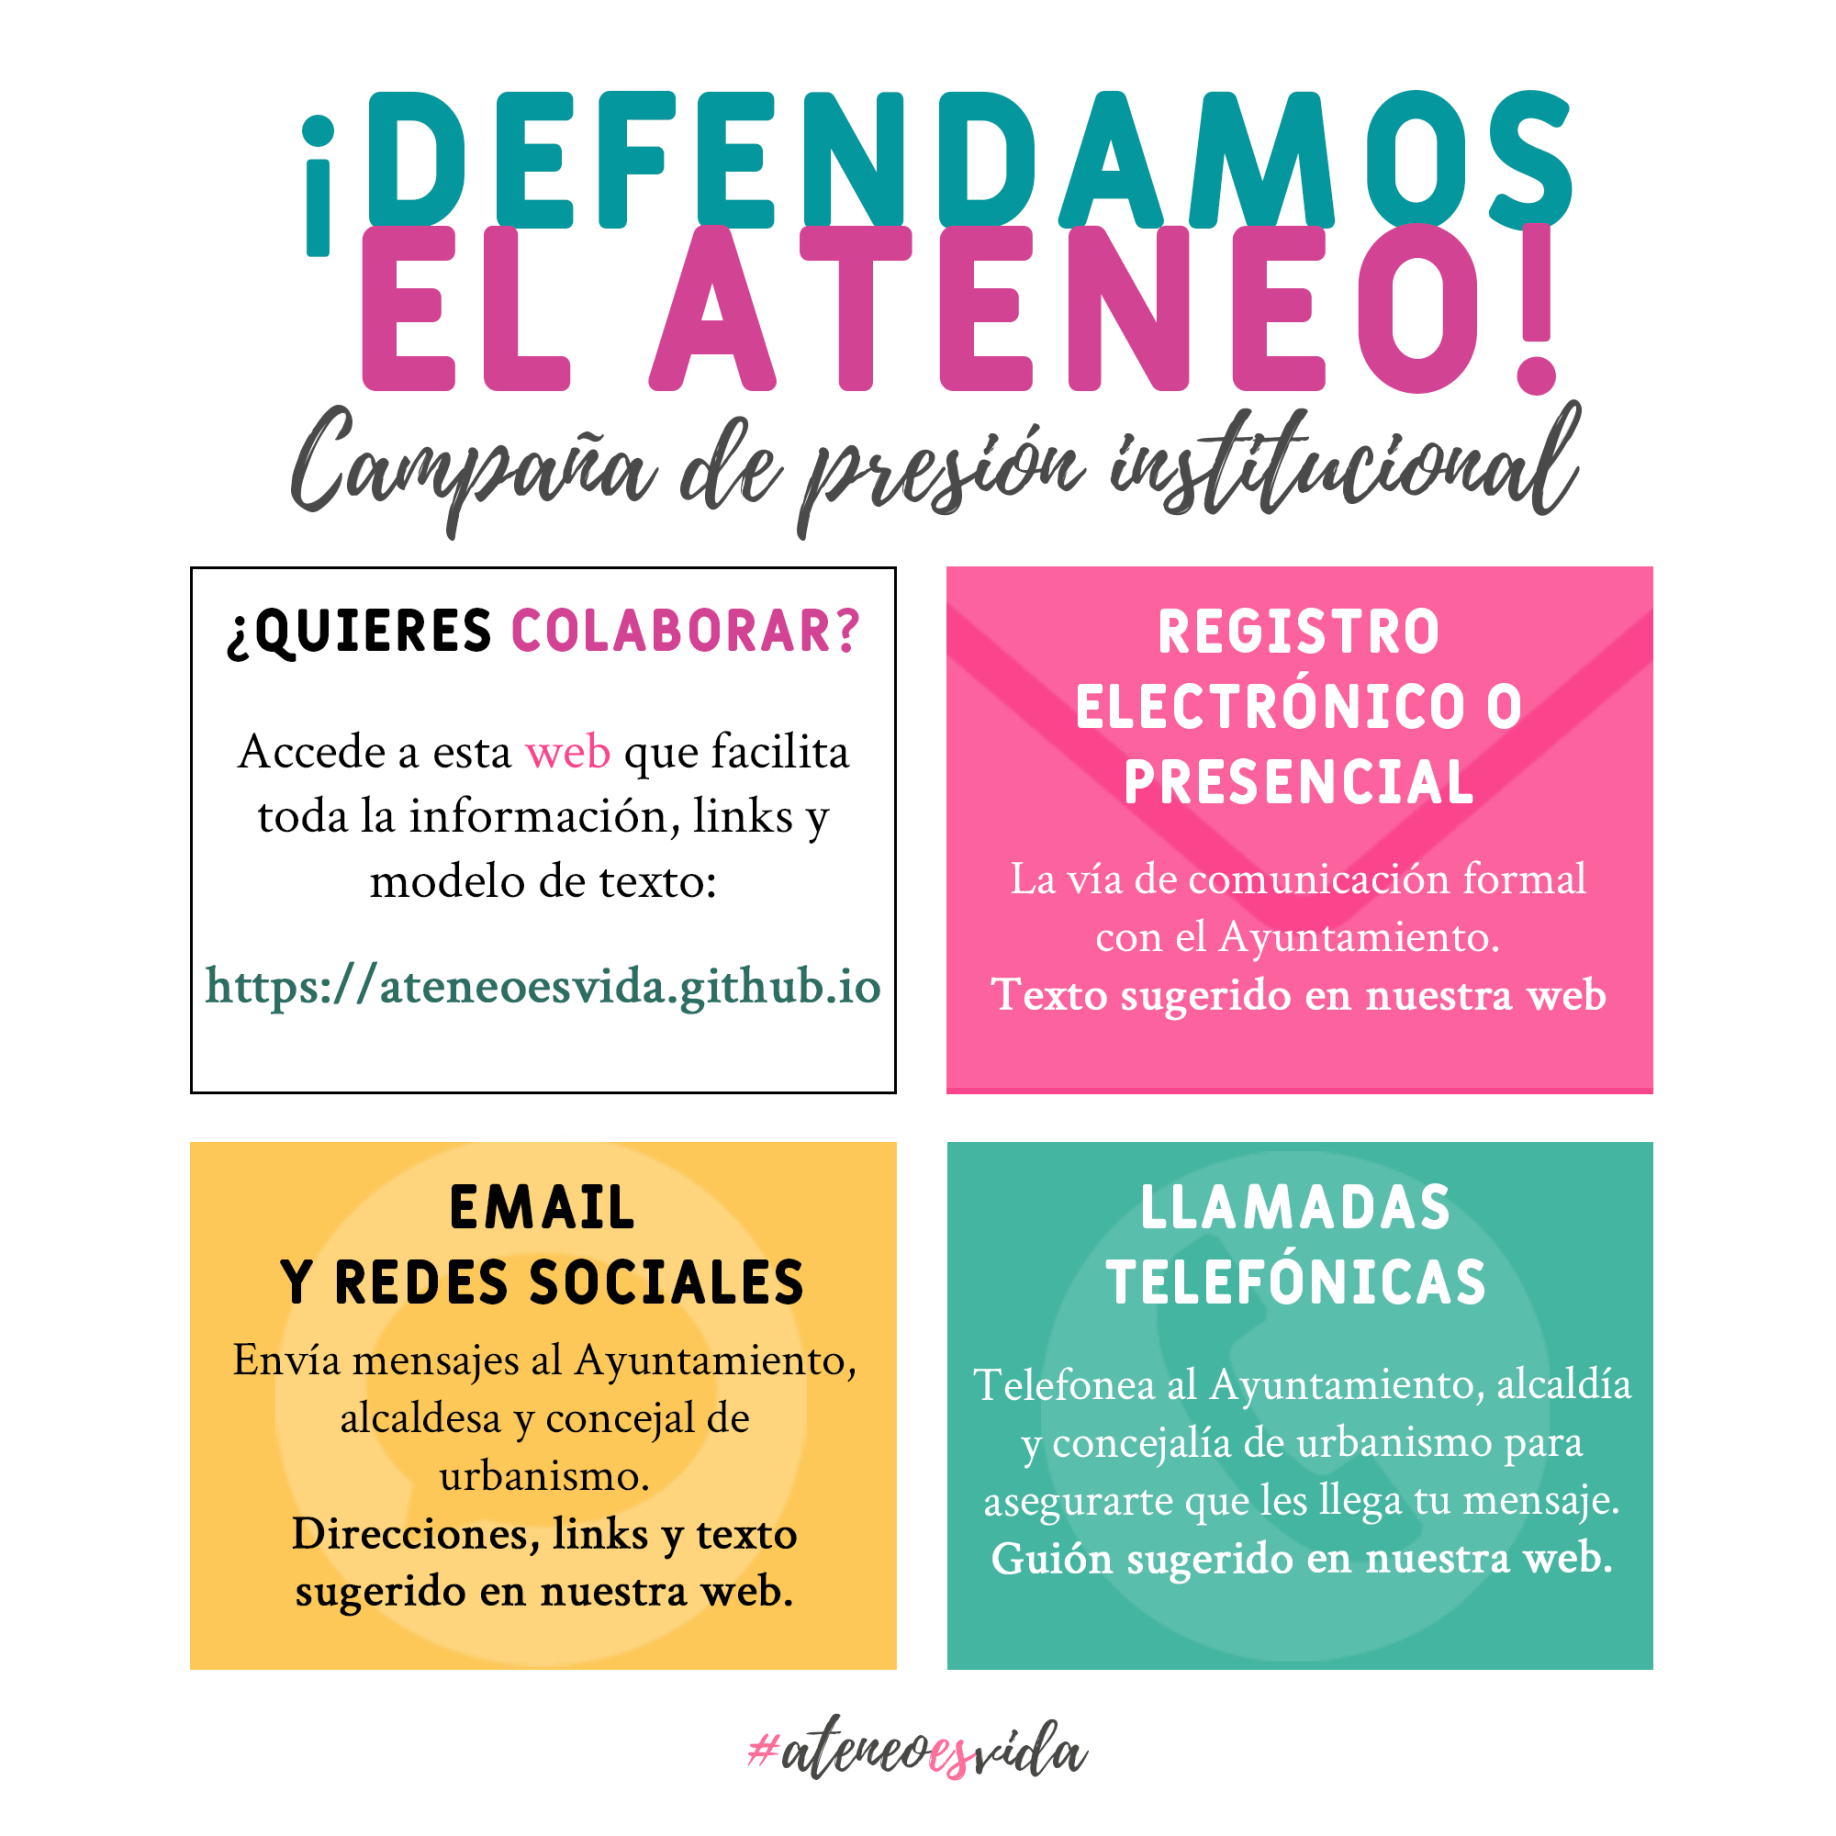 ¡DEFENDAMOS
EL ATENEO!
Campaña de presión institucional
¿QUIERES COLABORAR?
Accede a esta web que facilita
toda la información, links y
modelo de texto:
https://ateneoesvida.github.io
REGISTRO
ELECTRÓNICO O
PRESENCIAL
La vía de comunicación formal
con el Ayuntamiento.
Texto sugerido en nuestra web
EMAIL
Y REDES SOCIALES
Envía mensajes al Ayuntamiento,
alcaldesa y concejal de
urbanismo.
Direcciones, links y texto
sugerido en nuestra web.
LLAMADAS
TELEFÓNICAS
Telefonea al Ayuntamiento, alcaldía
y concejalía de urbanismo para
asegurarte que les llega tu mensaje.
Guión sugerido en nuestra web.
#ateneoesvida